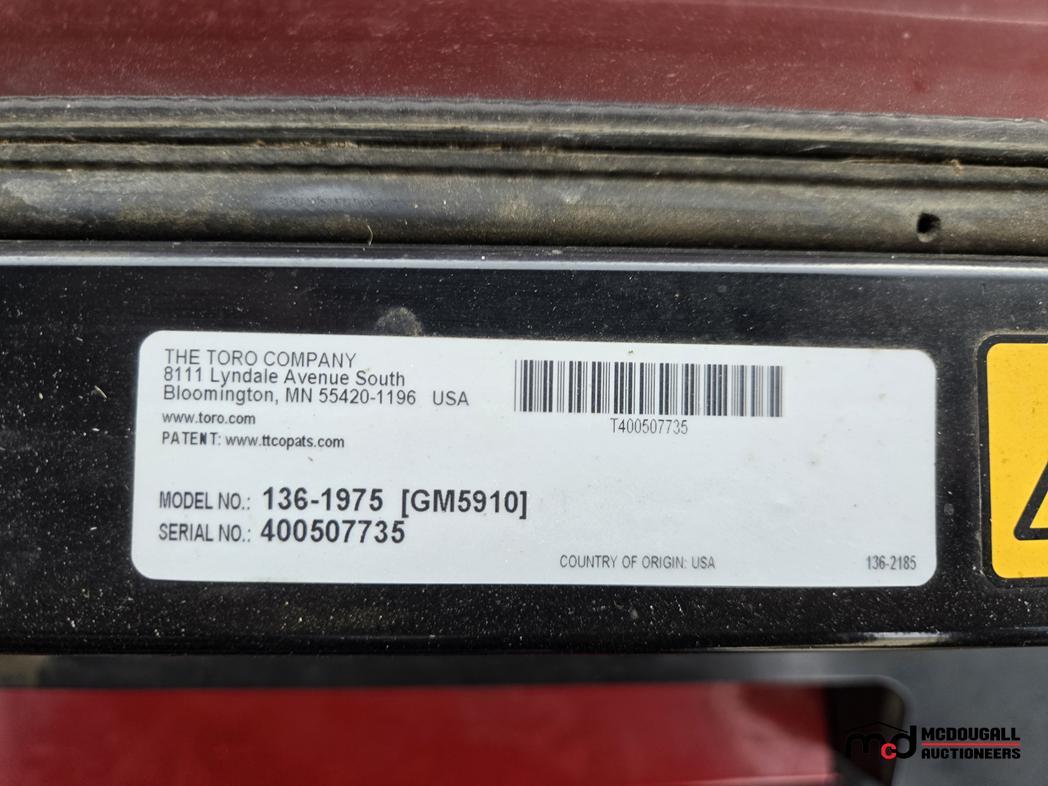 THE TORO COMPANY
8111 Lyndale Avenue South
Bloomington, MN 55420-1196 USA
www.toro.com
PATENT: www.ttcopats.com
T400507735
MODEL NO.: 136-1975 [GM5910]
SERIAL NO.: 400507735
COUNTRY OF ORIGIN: USA
136-2185
mcd
MCDOUGALL
AUCTIONEERS